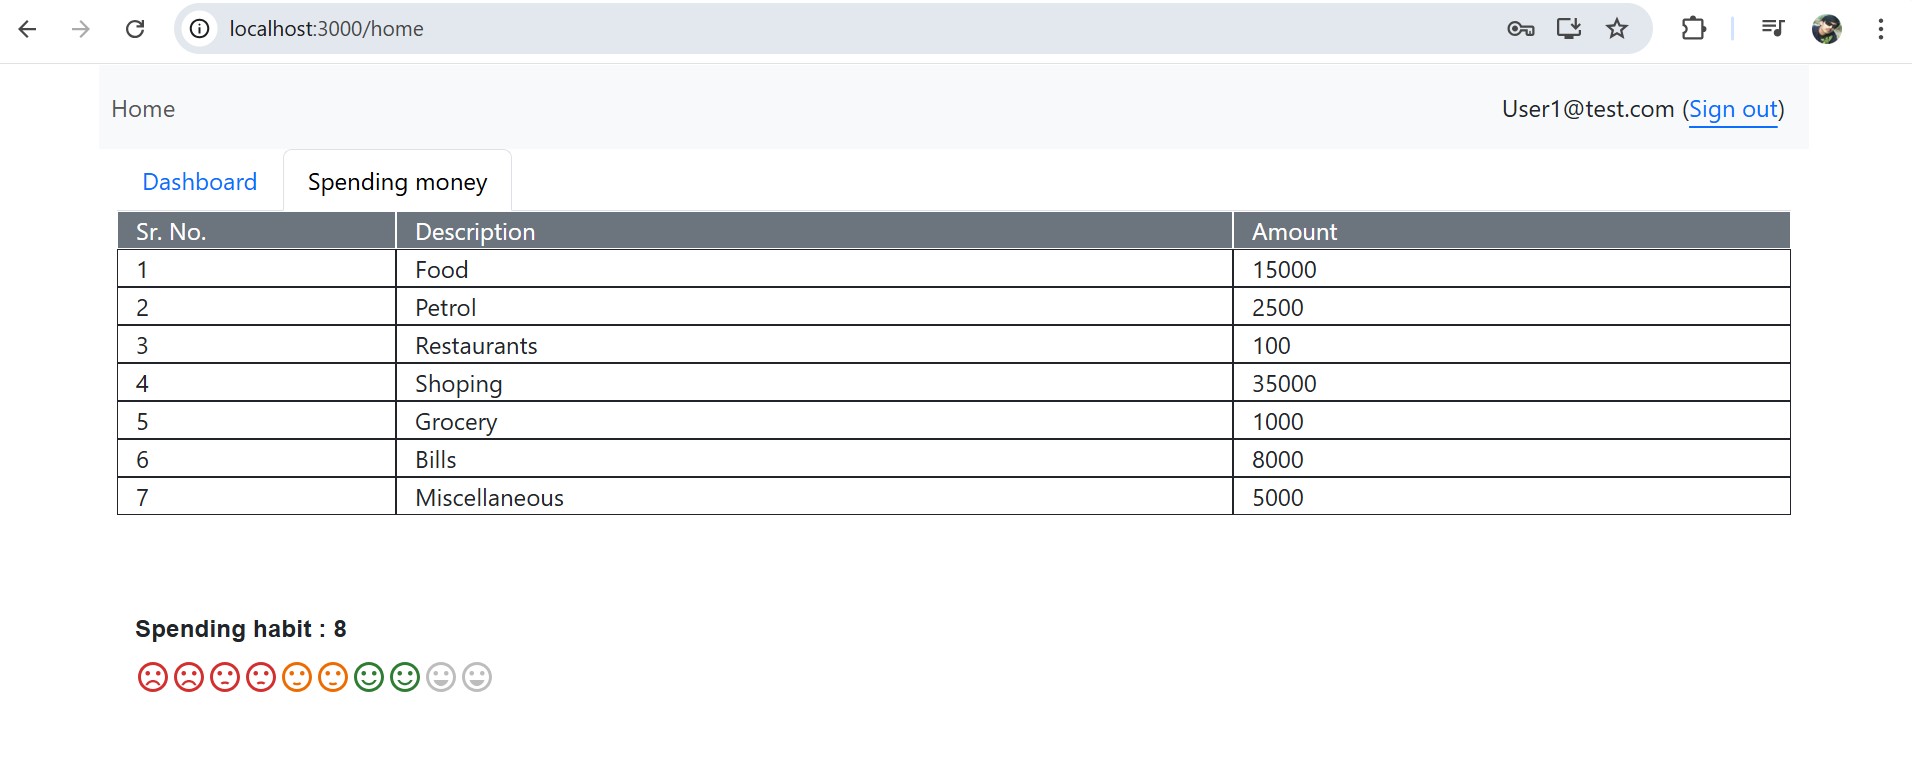 localhost:3000/home
Home User1@test.com (Sign out)
Dashboard Spending money
Sr. No. Description Amount
1 Food 15000
2 Petrol 2500
3 Restaurants 100
4 Shoping 35000
5 Grocery 1000
6 Bills 8000
7 Miscellaneous 5000
Spending habit : 8